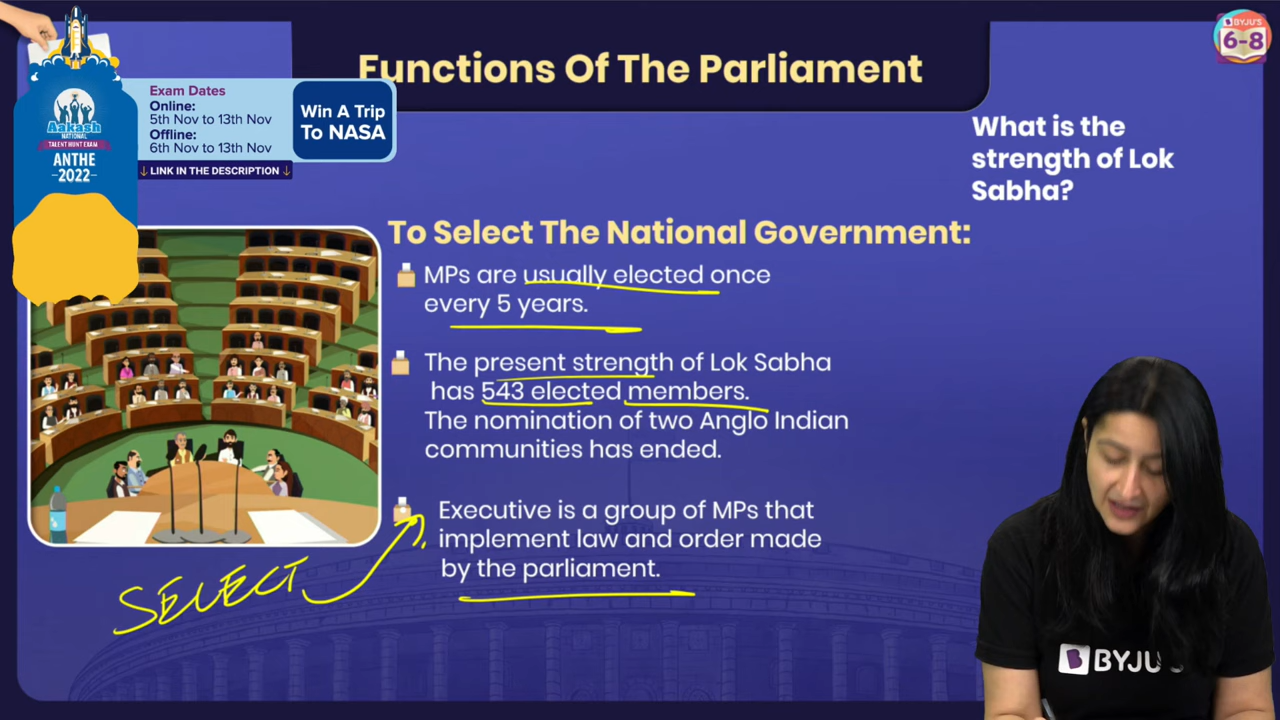 Functions Of The Parliament
BYJU'S
6-8
Aakash
NATIONAL
TALENT HUNT EXAM
ANTHE
-2022-
Exam Dates
Online:
5th Nov to 13th Nov
Offline:
6th Nov to 13th Nov
↓ LINK IN THE DESCRIPTION ↓
Win A Trip
To NASA
What is the
strength of Lok
Sabha?
To Select The National Government:
MPs are usually elected once
every 5 years.
The present strength of Lok Sabha
has 543 elected members.
The nomination of two Anglo Indian
communities has ended.
Executive is a group of MPs that
implement law and order made
by the parliament.
SELECT
BYJU'S